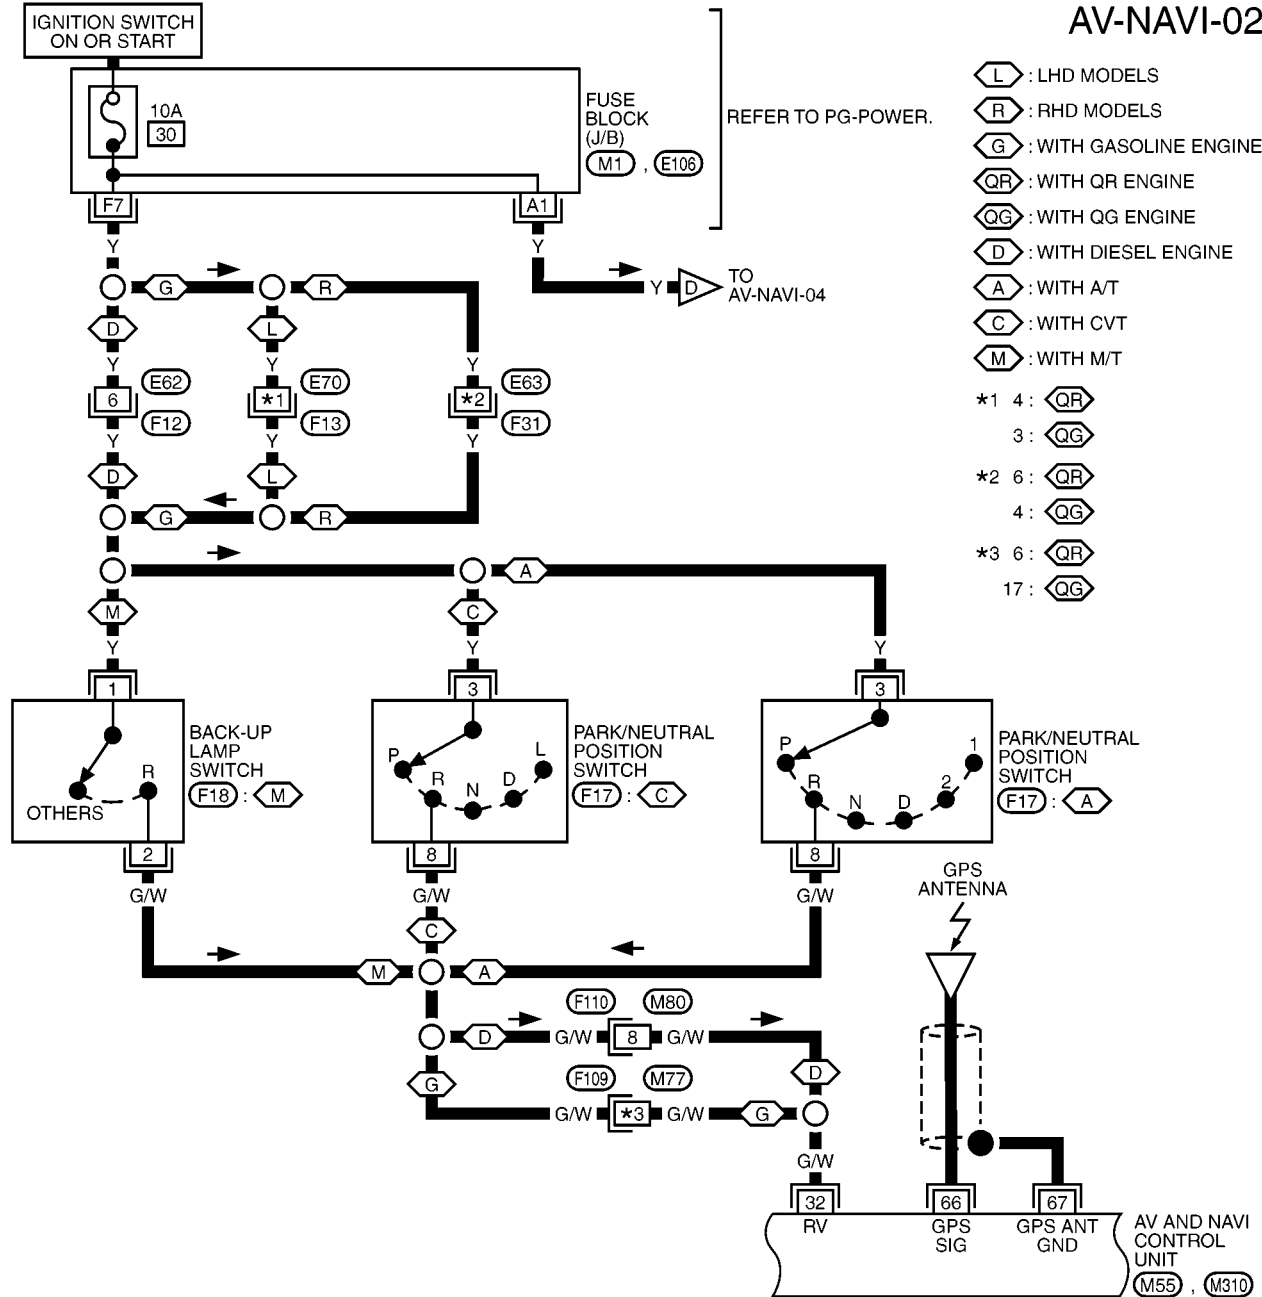 AV-NAVI-02
IGNITION SWITCH
ON OR START
10A
30
FUSE
BLOCK
(J/B)
M1 , E106
REFER TO PG-POWER.
F7
A1
L : LHD MODELS
R : RHD MODELS
G : WITH GASOLINE ENGINE
QR : WITH QR ENGINE
QG : WITH QG ENGINE
D : WITH DIESEL ENGINE
A : WITH A/T
C : WITH CVT
M : WITH M/T
*1 4 : QR
3 : QG
*2 6 : QR
4 : QG
*3 6 : QR
17 : QG
Y
Y
G
R
Y D TO
AV-NAVI-04
D
L
Y
Y
Y
6 E62
F12
*1 E70
F13
*2 E63
F31
Y
Y
Y
D
L
G
R
A
M
C
Y
Y
Y
1
3
3
BACK-UP
LAMP
SWITCH
F18 : M
R
OTHERS
2
PARK/NEUTRAL
POSITION
SWITCH
F17 : C
P
R
N
D
L
8
PARK/NEUTRAL
POSITION
SWITCH
F17 : A
P
R
N
D
2
1
8
G/W
G/W
G/W
C
M
A
GPS
ANTENNA
F110
M80
D
G/W 8 G/W
D
G
F109
M77
G/W *3 G/W
G
G/W
32
66
67
RV
GPS
SIG
GPS ANT
GND
AV AND NAVI
CONTROL
UNIT
M55 , M310